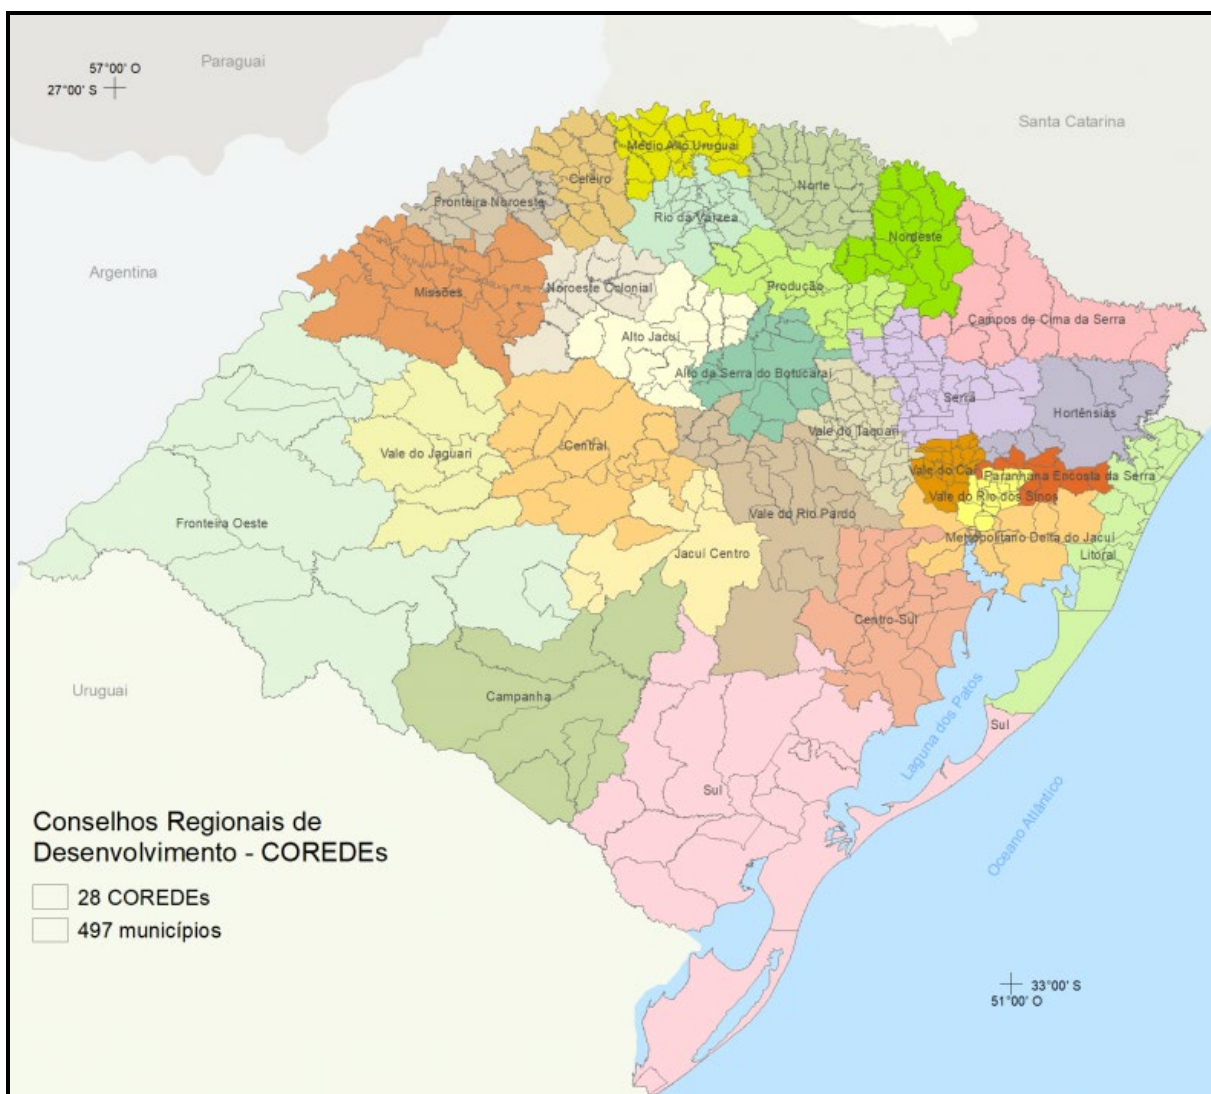 Paraguai
57°00' O
27°00' S
Santa Catarina
Médio Alto Uruguai
Celeiro
Norte
Fronteira Noroeste
Rio da Várzea
Nordeste
Argentina
Missões
Noroeste Colonial
Produção
Campos de Cima da Serra
Alto Jacuí
Alto da Serra do Botucaraí
Serra
Hortênsias
Vale do Taquari
Central
Vale do Jaguari
Vale do Caí
Paranhana Encosta da Serra
Vale do Rio dos Sinos
Fronteira Oeste
Vale do Rio Pardo
Metropolitano Delta do Jacuí
Jacuí Centro
Litoral
Centro-Sul
Uruguai
Campanha
Laguna dos Patos
Sul
Sul
Oceano Atlântico
Conselhos Regionais de
Desenvolvimento - COREDEs
28 COREDEs
497 municípios
33°00' S
51°00' O